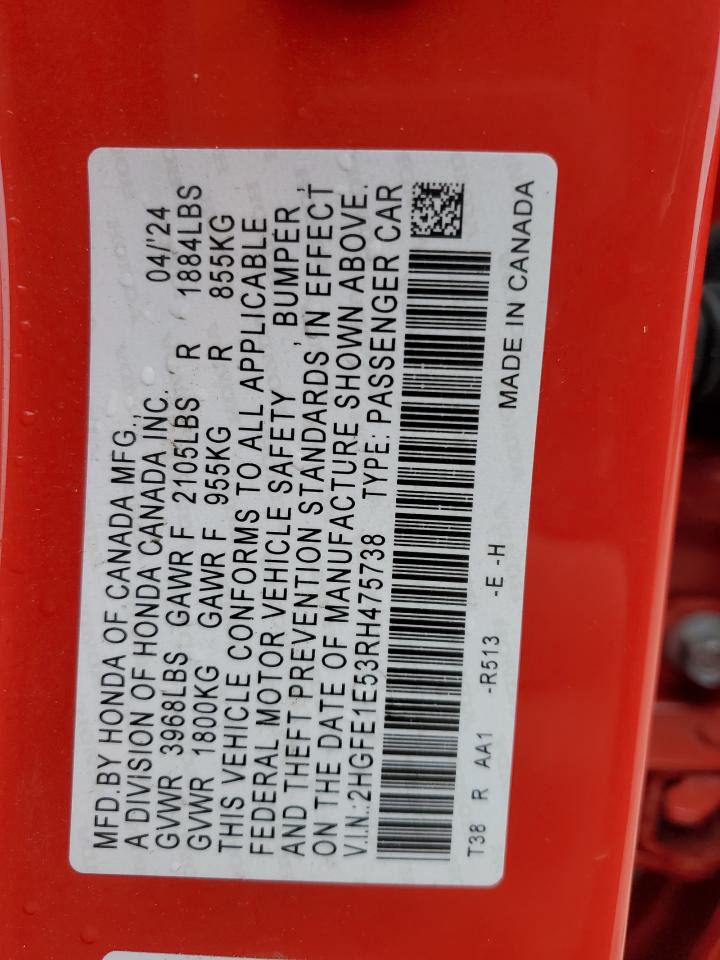 MFD.BY HONDA OF CANADA MFG.,
A DIVISION OF HONDA CANADA INC. 04/'24
GVWR 3968LBS GAWR F 2105LBS R 1884LBS
GVWR 1800KG GAWR F 955KG R 855KG
THIS VEHICLE CONFORMS TO ALL APPLICABLE
FEDERAL MOTOR VEHICLE SAFETY , BUMPER ,
AND THEFT PREVENTION STANDARDS IN EFFECT
ON THE DATE OF MANUFACTURE SHOWN ABOVE.
V.I.N.:2HGFE1E53RH475738 TYPE: PASSENGER CAR
T38 R AA1 -R513 -E -H MADE IN CANADA